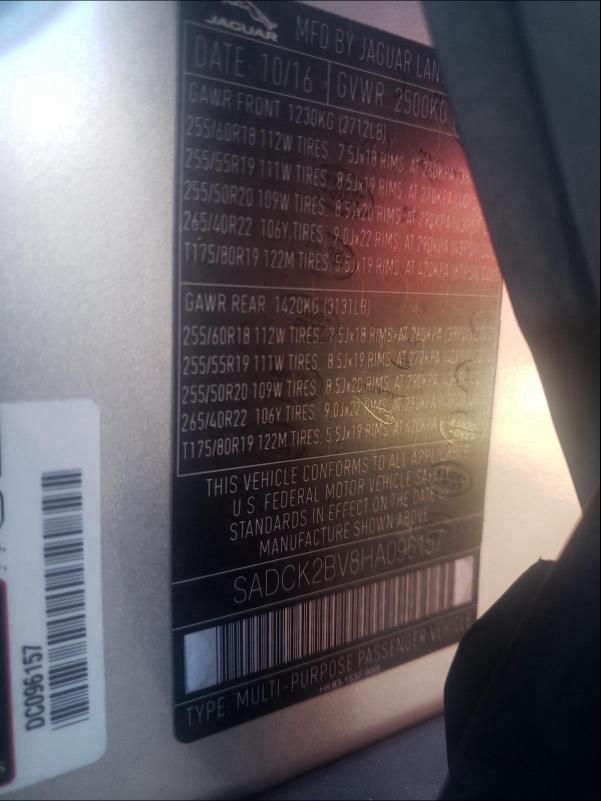 JAGUAR
MFD BY JAGUAR LAN
DATE 10/16 GVWR 2500KG
GAWR FRONT 1230KG (2712LB)
255/60R18 112W TIRES, 7.5Jx18 RIMS, AT 260KPA
255/55R19 111W TIRES, 8.5Jx19 RIMS, AT 270KPA
255/50R20 109W TIRES, 8.5Jx20 RIMS, AT 290KPA
265/40R22 106Y TIRES, 9.0Jx22 RIMS, AT 290KPA
T175/80R19 122M TIRES, 5.5Jx19 RIMS, AT 420KPA
GAWR REAR 1420KG (3131LB)
255/60R18 112W TIRES, 7.5Jx18 RIMS, AT 260KPA
255/55R19 111W TIRES, 8.5Jx19 RIMS, AT 270KPA
255/50R20 109W TIRES, 8.5Jx20 RIMS, AT 290KPA
265/40R22 106Y TIRES, 9.0Jx22 RIMS, AT 290KPA
T175/80R19 122M TIRES, 5.5Jx19 RIMS, AT 420KPA
THIS VEHICLE CONFORMS TO ALL APPLICABLE
U.S. FEDERAL MOTOR VEHICLE SAFETY
STANDARDS IN EFFECT ON THE DATE
MANUFACTURE SHOWN ABOVE
SADCK2BV8HA096157
TYPE MULTI-PURPOSE PASSENGER VEHICLE
DC096157